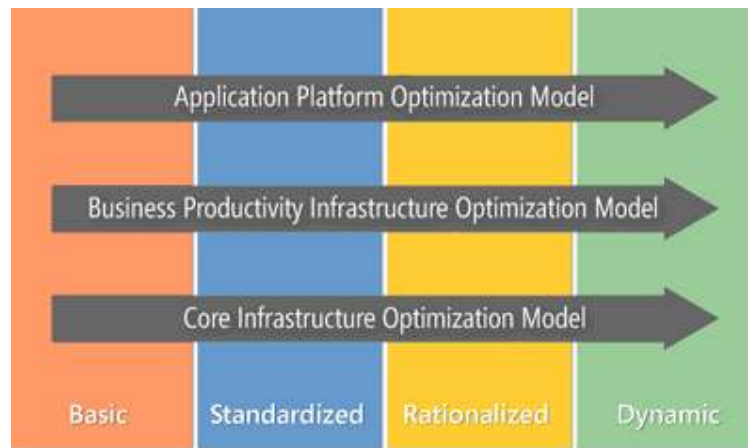 Application Platform Optimization Model
Business Productivity Infrastructure Optimization Model
Core Infrastructure Optimization Model
Basic Standardized Rationalized Dynamic